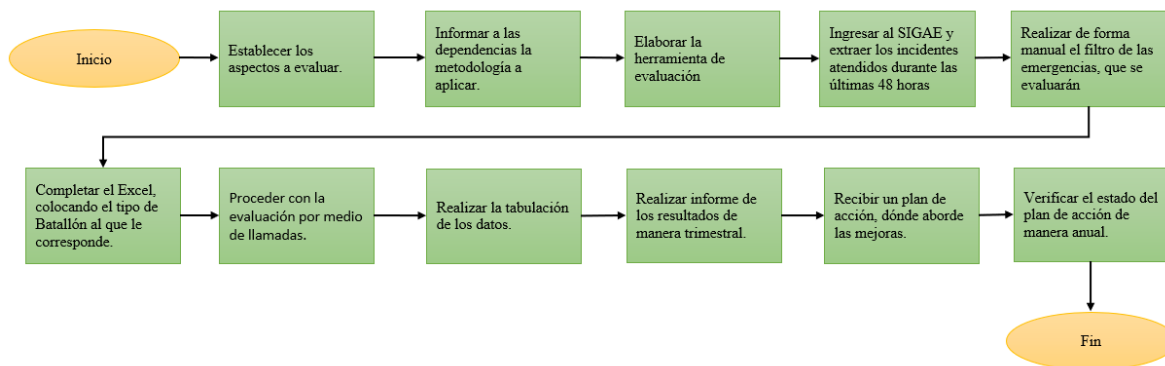 Inicio
Establecer los
aspectos a evaluar.
Informar a las
dependencias la
metodología a
aplicar.
Elaborar la
herramienta de
evaluación
Ingresar al SIGAE y
extraer los incidentes
atendidos durante las
últimas 48 horas
Realizar de forma
manual el filtro de las
emergencias, que se
evaluarán
Completar el Excel,
colocando el tipo de
Batallón al que le
corresponde.
Proceder con la
evaluación por medio
de llamadas.
Realizar la tabulación
de los datos.
Realizar informe de
los resultados de
manera trimestral.
Recibir un plan de
acción, dónde aborde
las mejoras.
Verificar el estado del
plan de acción de
manera anual.
Fin